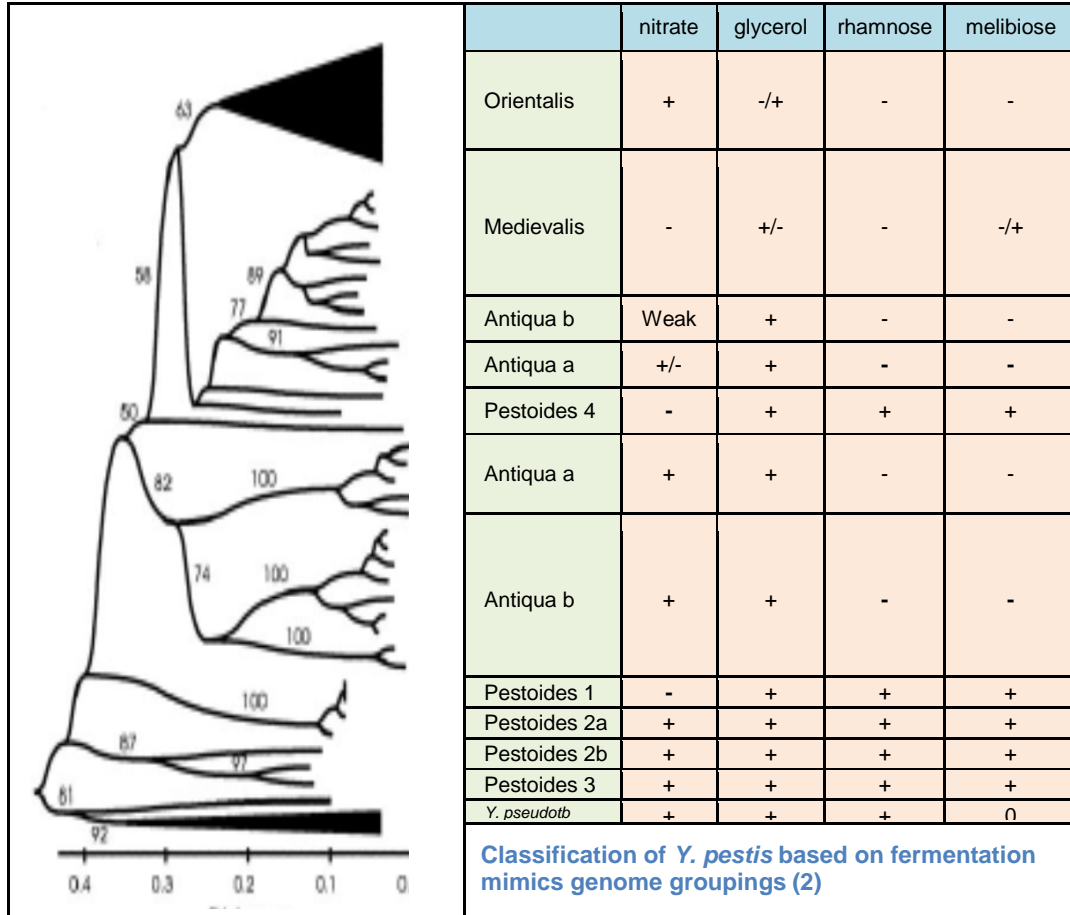 63
58
89
77
91
50
82
100
74
100
100
100
87
97
81
92
0.4 0.3 0.2 0.1 0.
nitrate glycerol rhamnose melibiose
Orientalis + -/+ - -
Medievalis - +/- - -/+
Antiqua b Weak + - -
Antiqua a +/- + - -
Pestoides 4 - + + +
Antiqua a + + - -
Antiqua b + + - -
Pestoides 1 - + + +
Pestoides 2a + + + +
Pestoides 2b + + + +
Pestoides 3 + + + +
Y. pseudotb + + + 0
Classification of Y. pestis based on fermentation
mimics genome groupings (2)